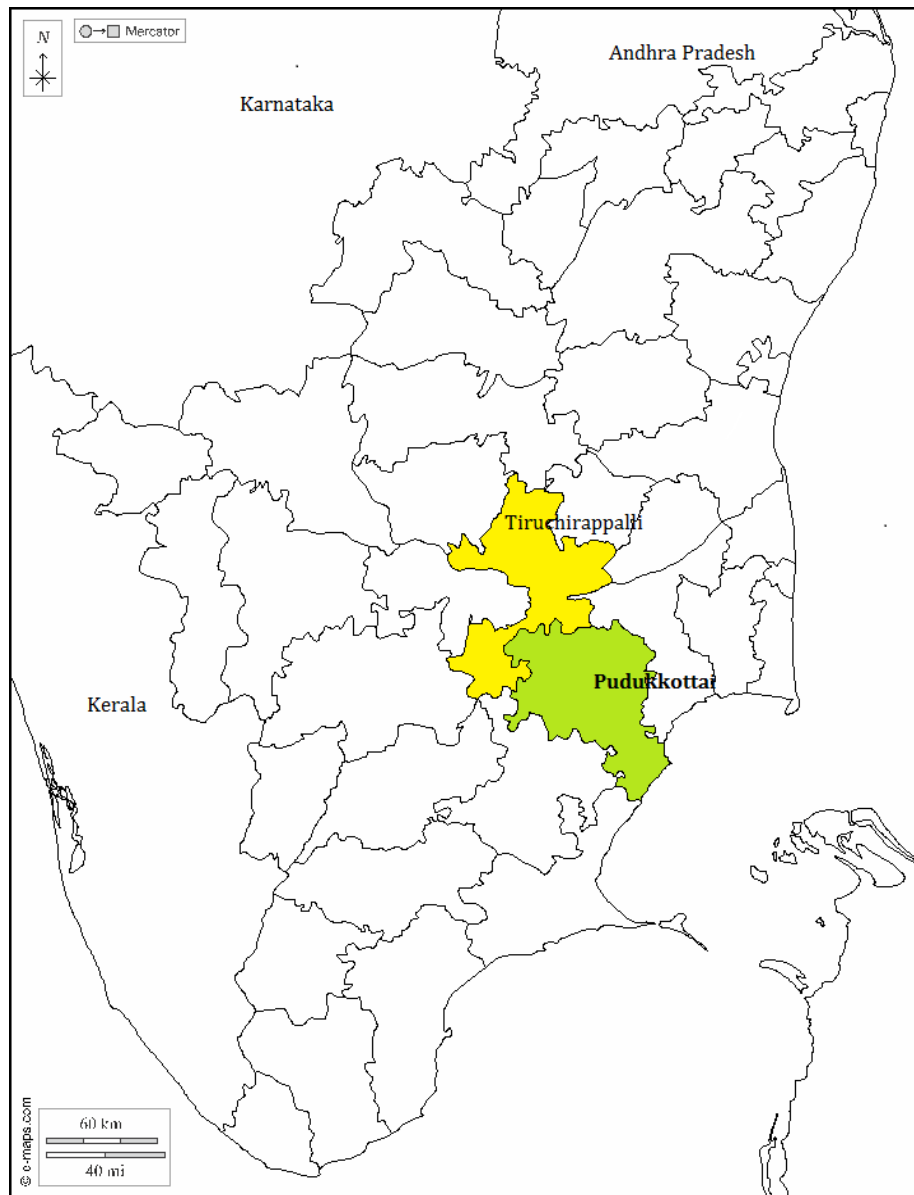 N
Mercator
Andhra Pradesh
Karnataka
Tiruchirappalli
Pudukkottai
Kerala
60 km
40 mi
© e-maps.com